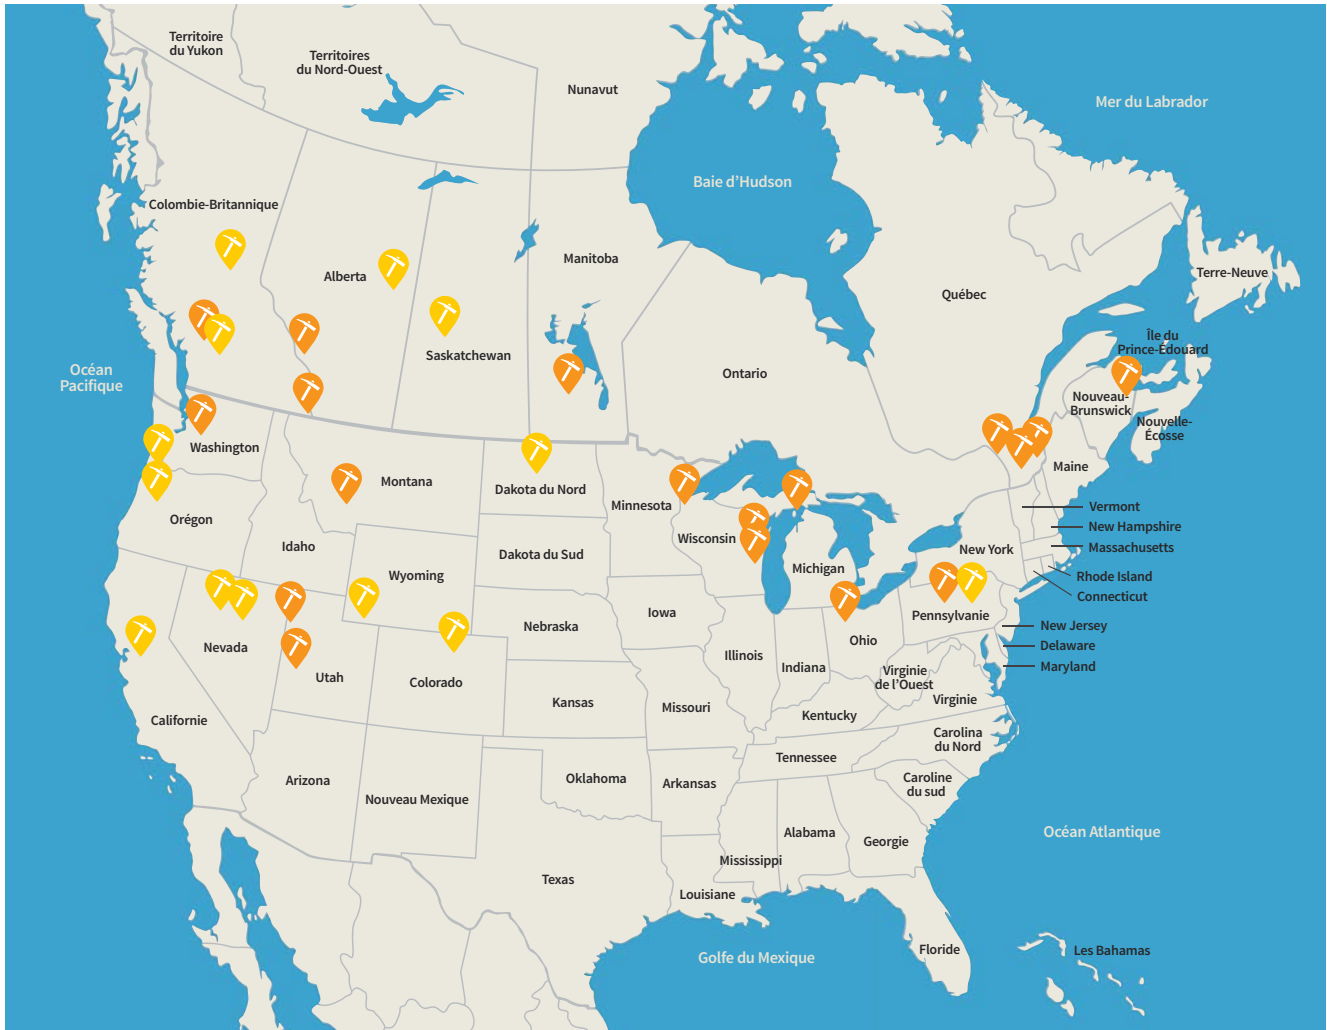 Territoire
du Yukon
Territoires
du Nord-Ouest
Nunavut
Mer du Labrador
Baie d'Hudson
Colombie-Britannique
Alberta
Manitoba
Terre-Neuve
Québec
Saskatchewan
Île du
Prince-Édouard
Océan
Pacifique
Ontario
Nouveau-
Brunswick
Nouvelle-
Écosse
Washington
Maine
Montana
Dakota du Nord
Minnesota
Vermont
Orégon
New Hampshire
Wisconsin
Idaho
Massachusetts
New York
Dakota du Sud
Michigan
Wyoming
Rhode Island
Connecticut
Iowa
Pennsylvanie
Nebraska
New Jersey
Ohio
Nevada
Delaware
Illinois
Indiana
Maryland
Utah
Colorado
Virginie
de l'Ouest
Virginie
Kansas
Missouri
Kentucky
Californie
Carolina
du Nord
Tennessee
Arizona
Oklahoma
Arkansas
Caroline
du sud
Nouveau Mexique
Alabama
Océan Atlantique
Georgie
Mississippi
Texas
Louisiane
Floride
Les Bahamas
Golfe du Mexique